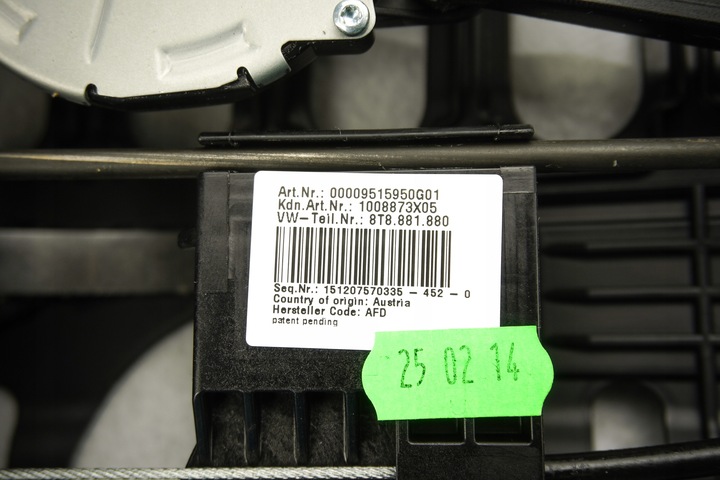 Art.Nr.: 00009515950G01
Kdn.Art.Nr.: 1008873X05
VW-Teil.Nr.: 8T8.881.880
Seq.Nr.: 151207570335 - 452 - 0
Country of origin: Austria
Hersteller Code: AFD
patent pending
25 02 14